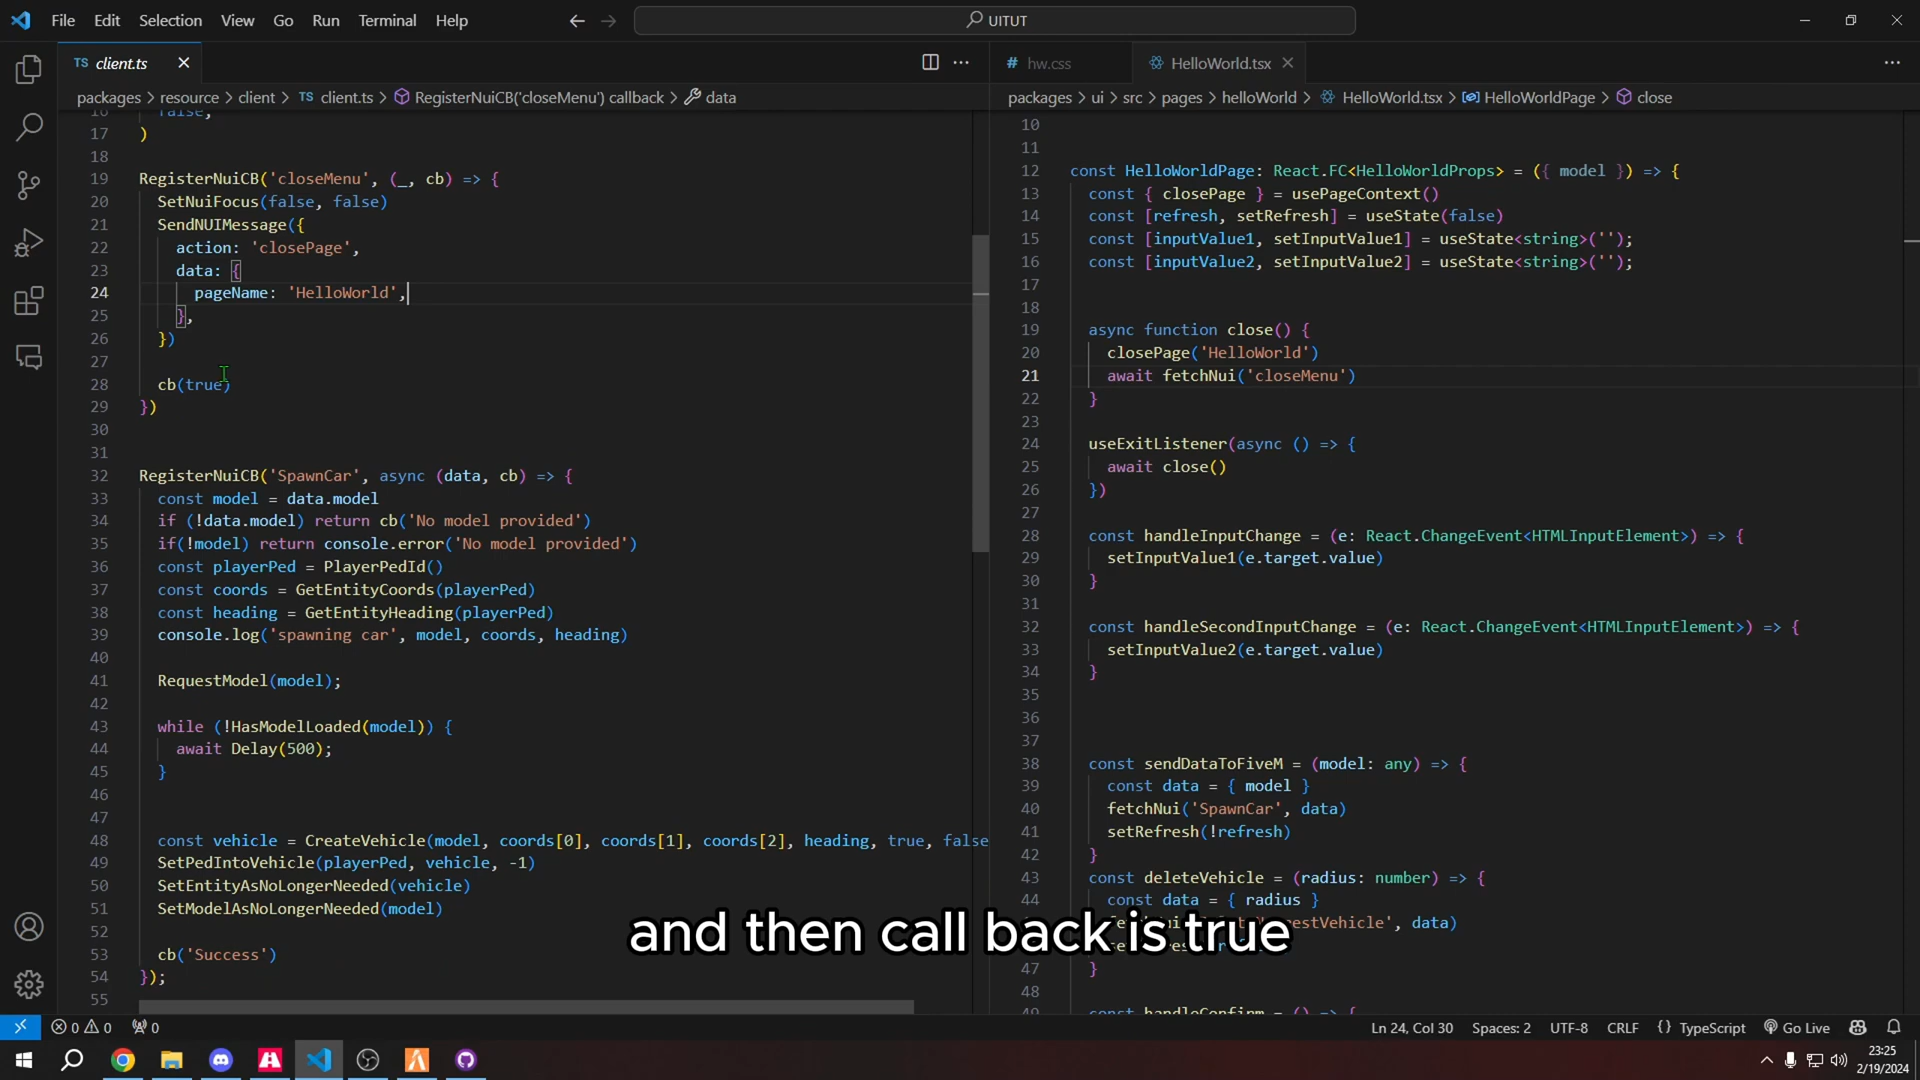 File Edit Selection View Go Run Terminal Help
UITUT
TS client.ts
packages > resource > client > TS client.ts > RegisterNuiCB('closeMenu') callback > data
false,
17 )
18
19 RegisterNuiCB('closeMenu', (_, cb) => {
20 SetNuiFocus(false, false)
21 SendNUIMessage({
22 action: 'closePage',
23 data: {
24 pageName: 'HelloWorld',
25 },
26 })
27
28 cb(true)
29 })
30
31
32 RegisterNuiCB('SpawnCar', async (data, cb) => {
33 const model = data.model
34 if (!data.model) return cb('No model provided')
35 if(!model) return console.error('No model provided')
36 const playerPed = PlayerPedId()
37 const coords = GetEntityCoords(playerPed)
38 const heading = GetEntityHeading(playerPed)
39 console.log('spawning car', model, coords, heading)
40
41 RequestModel(model);
42
43 while (!HasModelLoaded(model)) {
44 await Delay(500);
45 }
46
47
48 const vehicle = CreateVehicle(model, coords[0], coords[1], coords[2], heading, true, false
49 SetPedIntoVehicle(playerPed, vehicle, -1)
50 SetEntityAsNoLongerNeeded(vehicle)
51 SetModelAsNoLongerNeeded(model)
52
53 cb('Success')
54 });
55
# hw.css HelloWorld.tsx
packages > ui > src > pages > helloWorld > HelloWorld.tsx > HelloWorldPage > close
10
11
12 const HelloWorldPage: React.FC<HelloWorldProps> = ({ model }) => {
13 const { closePage } = usePageContext()
14 const [refresh, setRefresh] = useState(false)
15 const [inputValue1, setInputValue1] = useState<string>('');
16 const [inputValue2, setInputValue2] = useState<string>('');
17
18
19 async function close() {
20 closePage('HelloWorld')
21 await fetchNui('closeMenu')
22 }
23
24 useExitListener(async () => {
25 await close()
26 })
27
28 const handleInputChange = (e: React.ChangeEvent<HTMLInputElement>) => {
29 setInputValue1(e.target.value)
30 }
31
32 const handleSecondInputChange = (e: React.ChangeEvent<HTMLInputElement>) => {
33 setInputValue2(e.target.value)
34 }
35
36
37
38 const sendDataToFiveM = (model: any) => {
39 const data = { model }
40 fetchNui('SpawnCar', data)
41 setRefresh(!refresh)
42 }
43 const deleteVehicle = (radius: number) => {
44 const data = { radius }
estVehicle', data)
47 }
48
const handleConfirm = () => {
and then call back is true
0 0 0
Ln 24, Col 30 Spaces: 2 UTF-8 CRLF {} TypeScript Go Live
23:25
2/19/2024